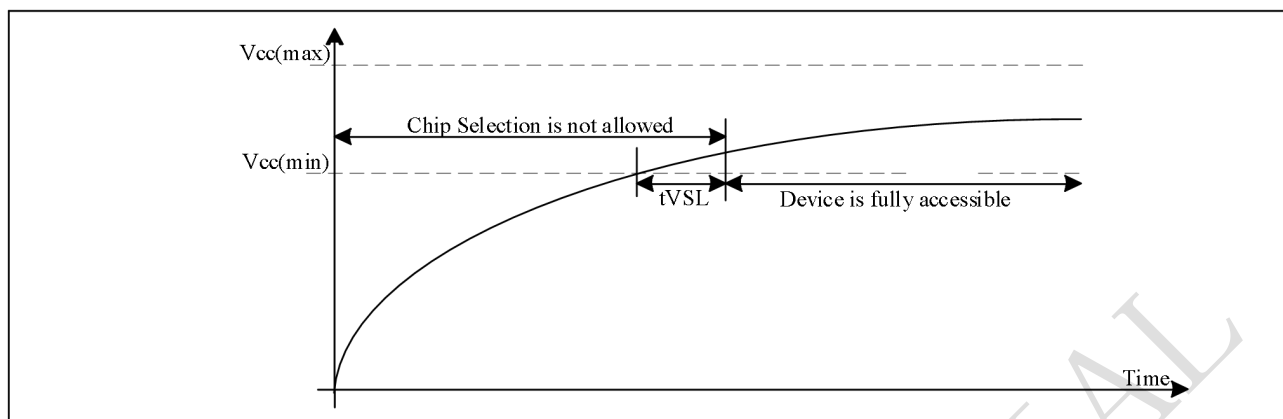 Vcc(max)
Chip Selection is not allowed
Vcc(min)
tVSL
Device is fully accessible
Time